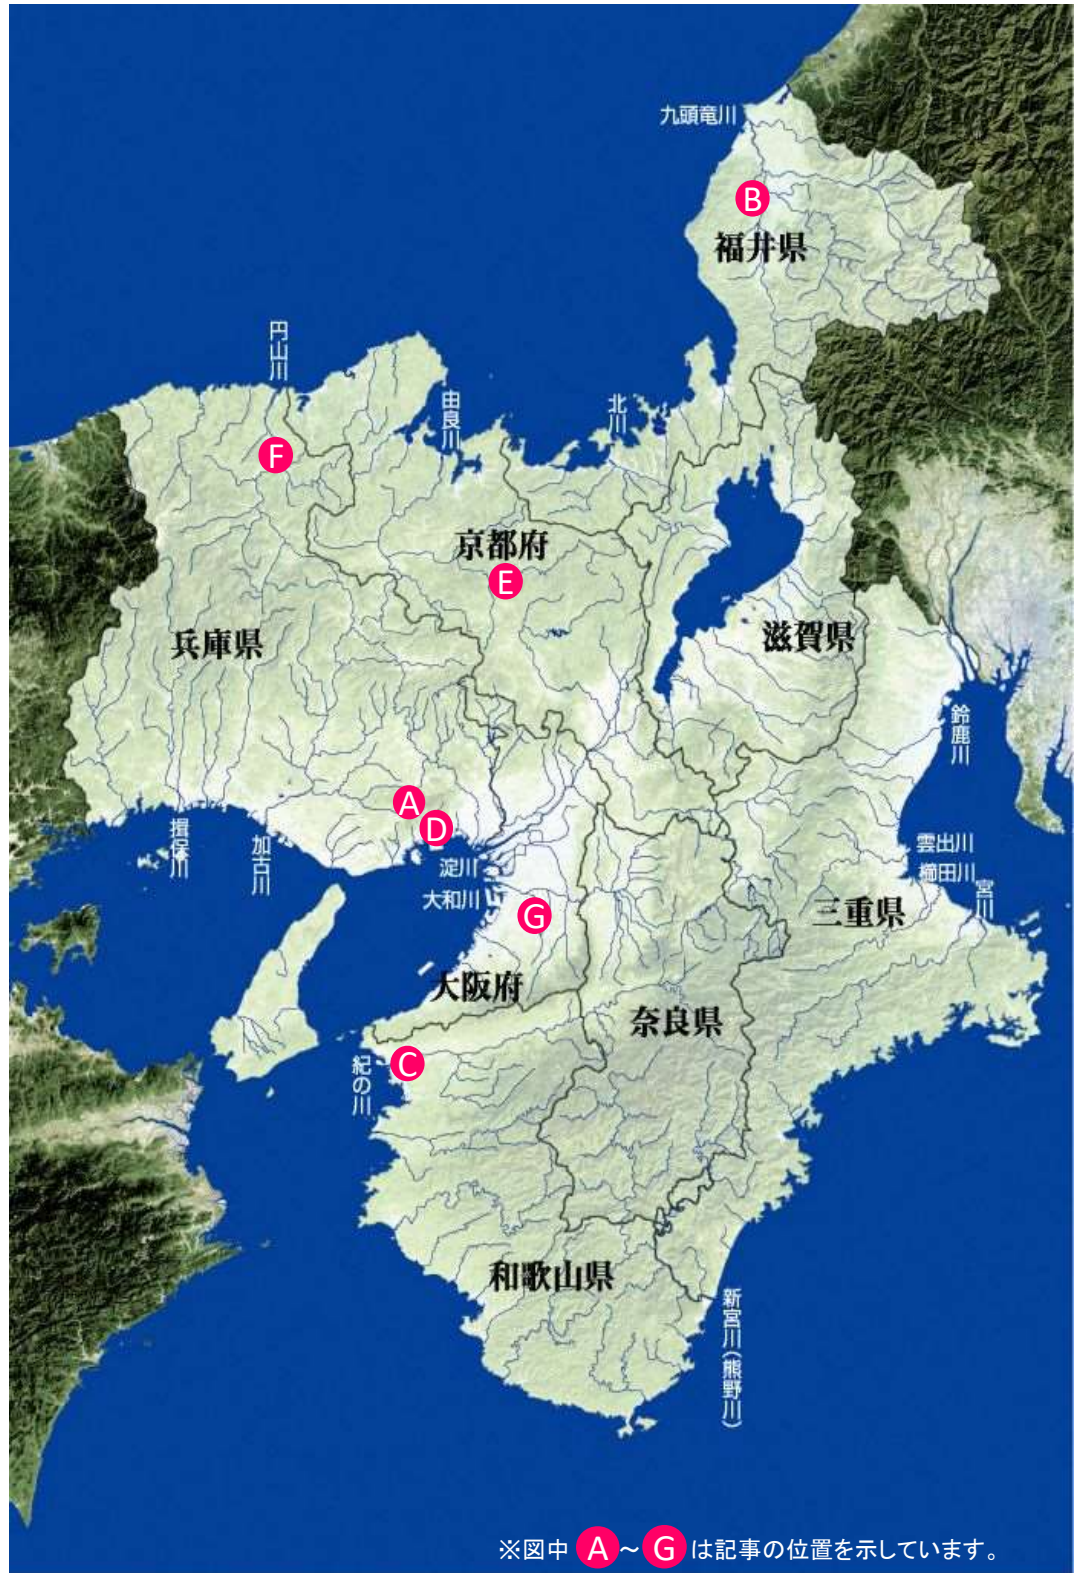 九頭竜川
B
福井県
円山川
由良川
北川
F
京都府
E
兵庫県
滋賀県
鈴鹿川
A
D
揖保川
加古川
淀川
大和川
G
雲出川
櫛田川
宮川
三重県
大阪府
奈良県
C
紀の川
和歌山県
新宮川(熊野川)
※図中 A ~ G は記事の位置を示しています。